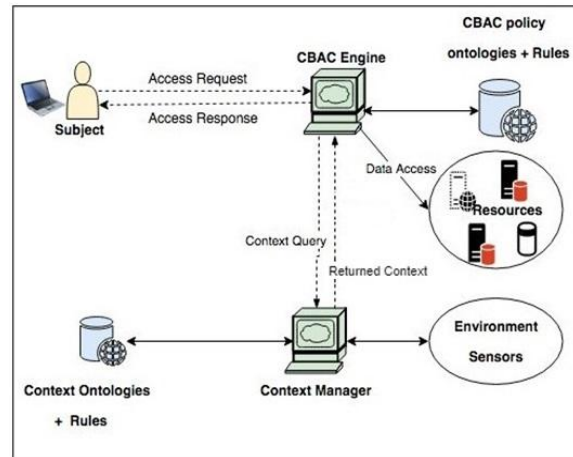 CBAC policy
ontologies + Rules
CBAC Engine
Access Request
Access Response
Subject
Data Access
Resources
Context Query
Returned Context
Environment
Sensors
Context Ontologies
+ Rules
Context Manager